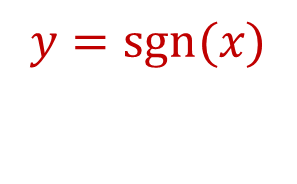 y = sgn(x)